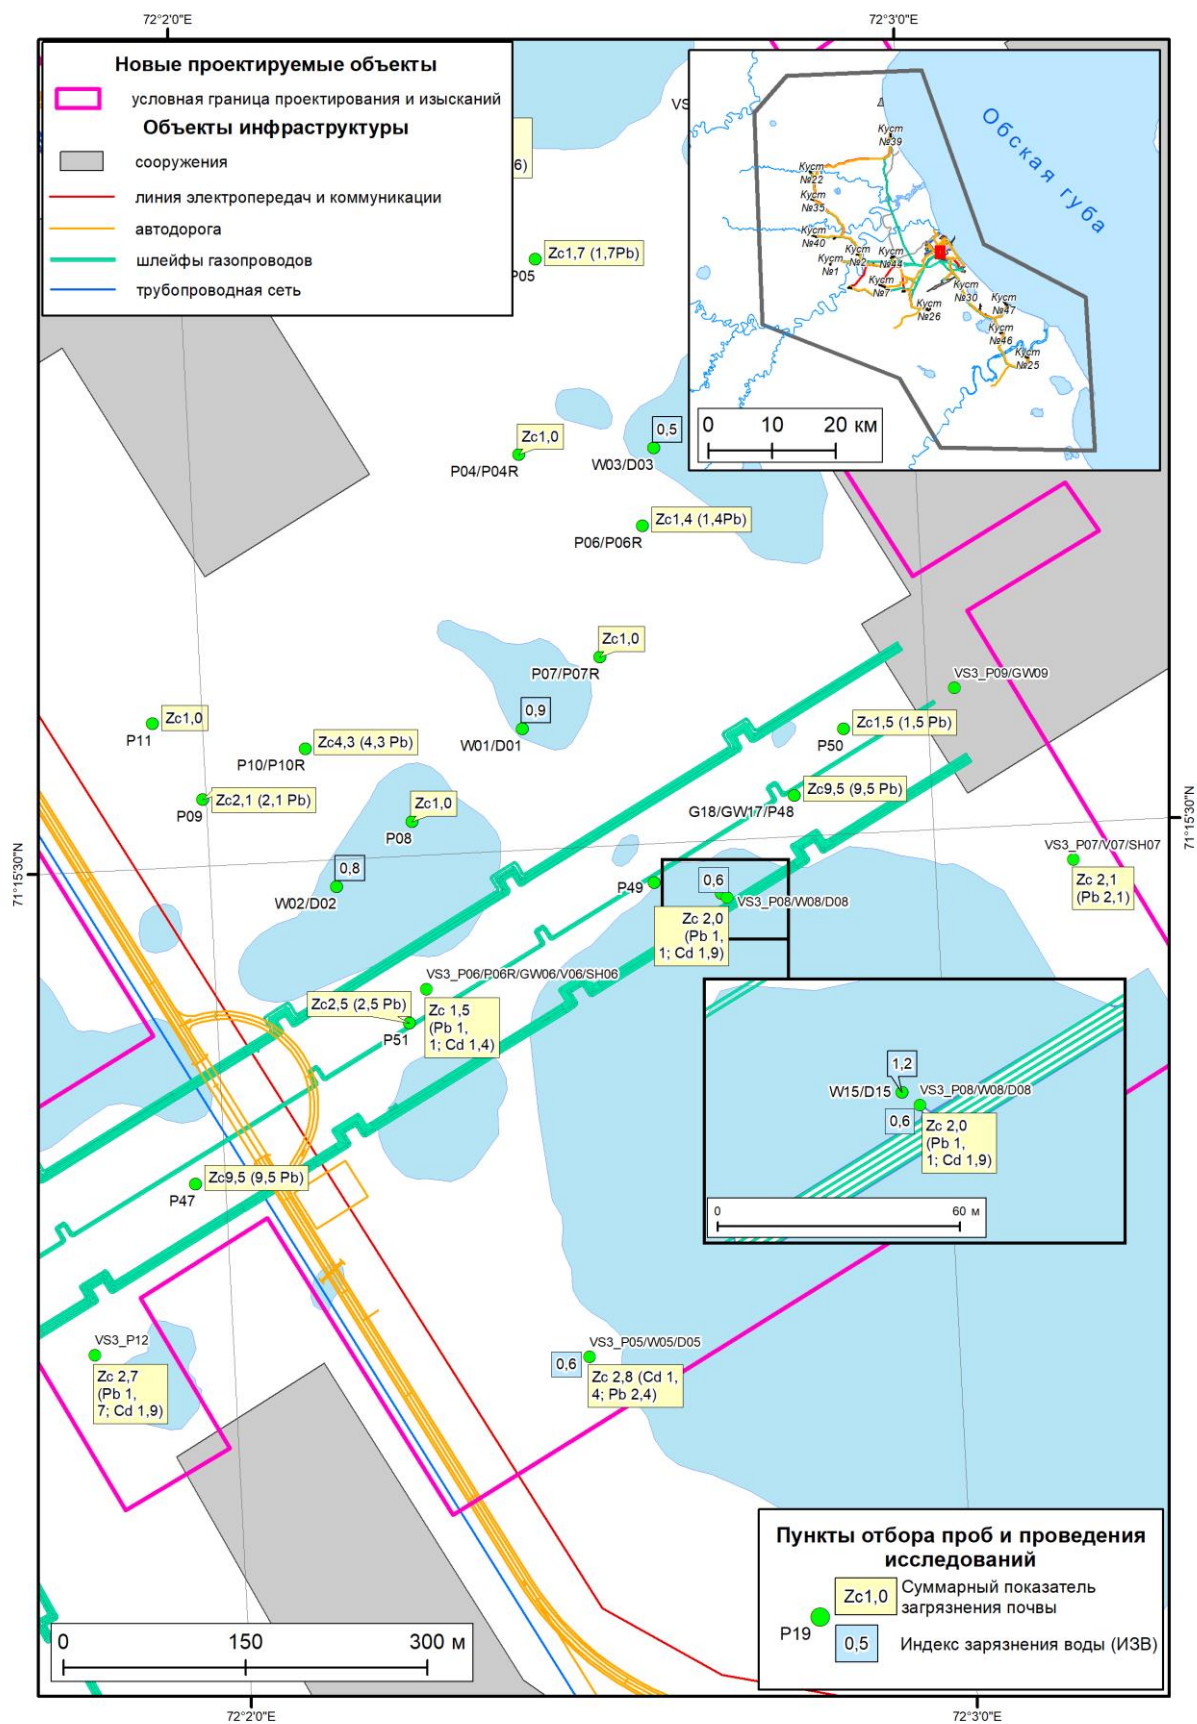 72°2'0"E
72°3'0"E
Новые проектируемые объекты
условная граница проектирования и изысканий
Объекты инфраструктуры
сооружения
линия электропередач и коммуникации
автодорога
шлейфы газопроводов
трубопроводная сеть
6)
VS
Обская губа
Куст
№39
Куст
№22
Куст
№35
Куст
№40
Куст
№2
Куст
№44
Куст
№1
Куст
№7
Куст
№30
Куст
№47
Куст
№26
Куст
№46
Куст
№25
0 10 20 км
Zc1,7 (1,7Pb)
P05
Zc1,0
P04/P04R
0,5
W03/D03
Zc1,4 (1,4Pb)
P06/P06R
Zc1,0
P07/P07R
VS3_P09/GW09
0,9
W01/D01
Zc1,0
P11
Zc4,3 (4,3 Pb)
P10/P10R
Zc1,5 (1,5 Pb)
P50
Zc2,1 (2,1 Pb)
P09
Zc1,0
P08
Zc9,5 (9,5 Pb)
G18/GW17/P48
71°15'30"N
71°15'30"N
0,8
W02/D02
P49
0,6
VS3_P08/W08/D08
Zc 2,0
(Pb 1,
1; Cd 1,9)
VS3_P07/V07/SH07
Zc 2,1
(Pb 2,1)
VS3_P06/P06R/GW06/V06/SH06
Zc2,5 (2,5 Pb)
P51
Zc 1,5
(Pb 1,
1; Cd 1,4)
1,2
W15/D15
VS3_P08/W08/D08
0,6
Zc 2,0
(Pb 1,
1; Cd 1,9)
0 60 м
Zc9,5 (9,5 Pb)
P47
VS3_P12
Zc 2,7
(Pb 1,
7; Cd 1,9)
VS3_P05/W05/D05
0,6
Zc 2,8 (Cd 1,
4; Pb 2,4)
Пункты отбора проб и проведения
исследований
P19
Zc1,0
Суммарный показатель
загрязнения почвы
0,5
Индекс зарязнения воды (ИЗВ)
0 150 300 м
72°2'0"E
72°3'0"E